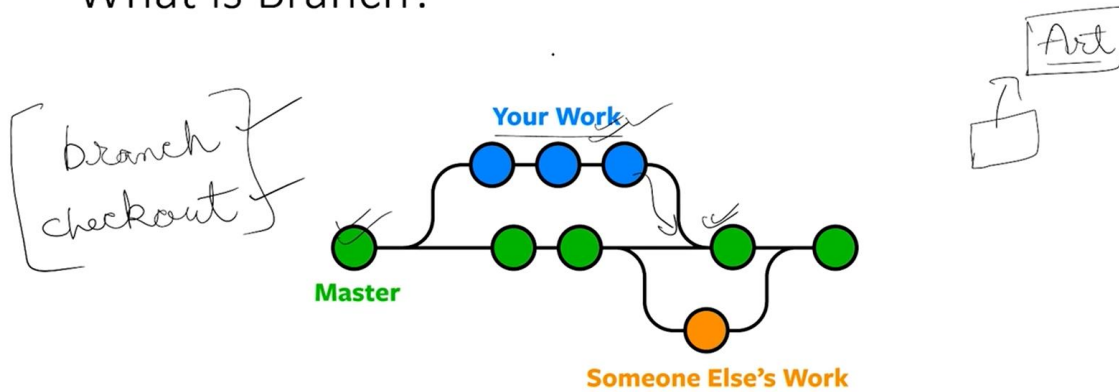 What is Branch?
Art
Your Work
branch
checkout
Master
Someone Else's Work